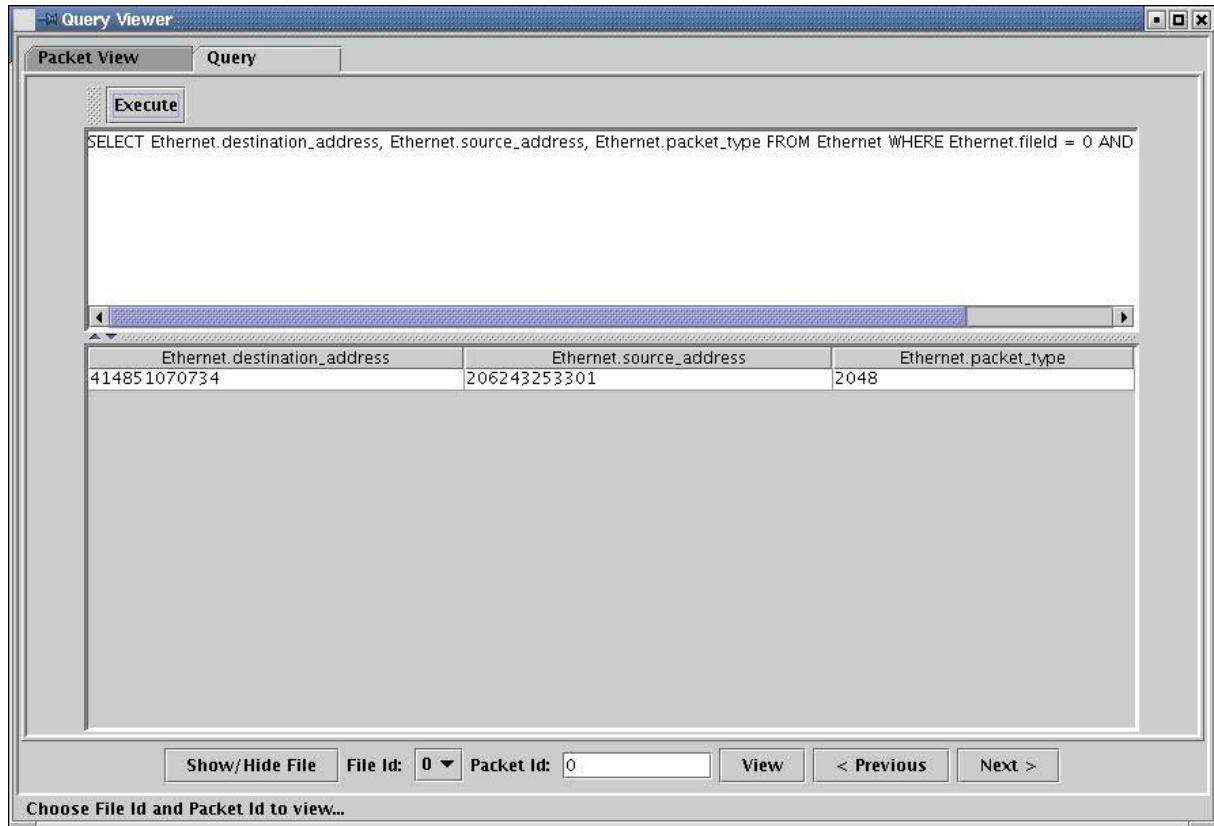 Query Viewer
Packet View Query
Execute
SELECT Ethernet.destination_address, Ethernet.source_address, Ethernet.packet_type FROM Ethernet WHERE Ethernet.fileId = 0 AND
Ethernet.destination_address Ethernet.source_address Ethernet.packet_type
414851070734 206243253301 2048
Show/Hide File File Id: 0 Packet Id: 0 View < Previous Next >
Choose File Id and Packet Id to view...